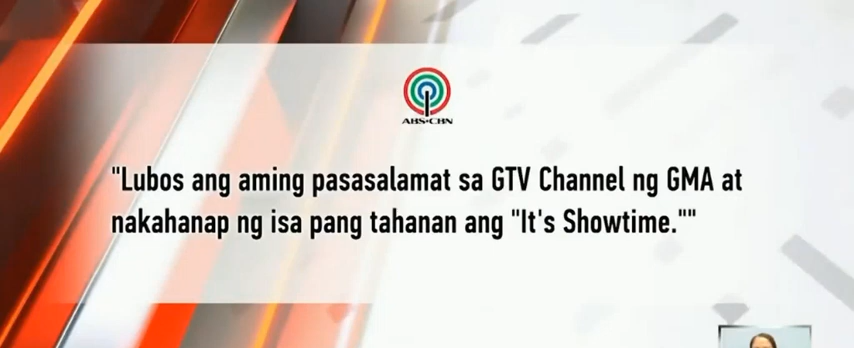 ABS-CBN
"Lubos ang aming pasasalamat sa GTV Channel ng GMA at
nakahanap ng isa pang tahanan ang "It's Showtime.""